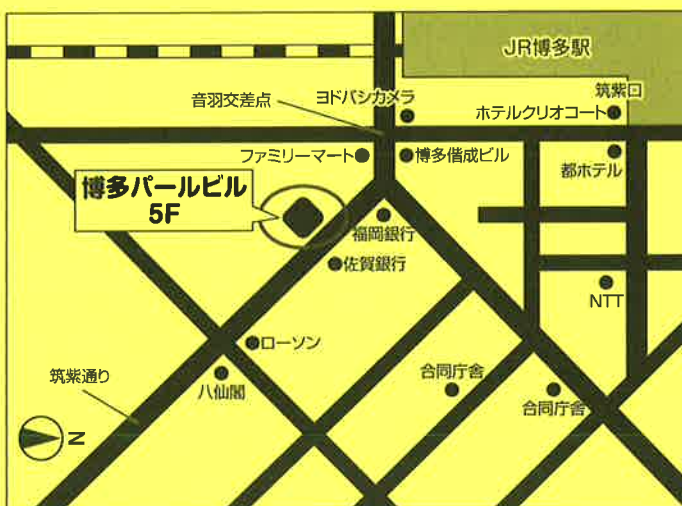 JR博多駅
筑紫口
ヨドバシカメラ
音羽交差点
ホテルクリオコート
ファミリーマート
博多偕成ビル
都ホテル
博多パールビル
5F
福岡銀行
佐賀銀行
NTT
ローソン
筑紫通り
八仙閣
合同庁舎
合同庁舎
N